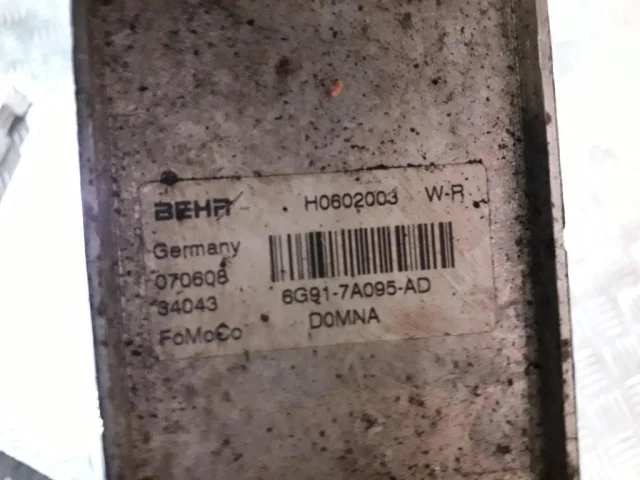 BEHR H0602003 W-R
Germany
070608
34043 6G91-7A095-AD
FoMoCo D0MNA